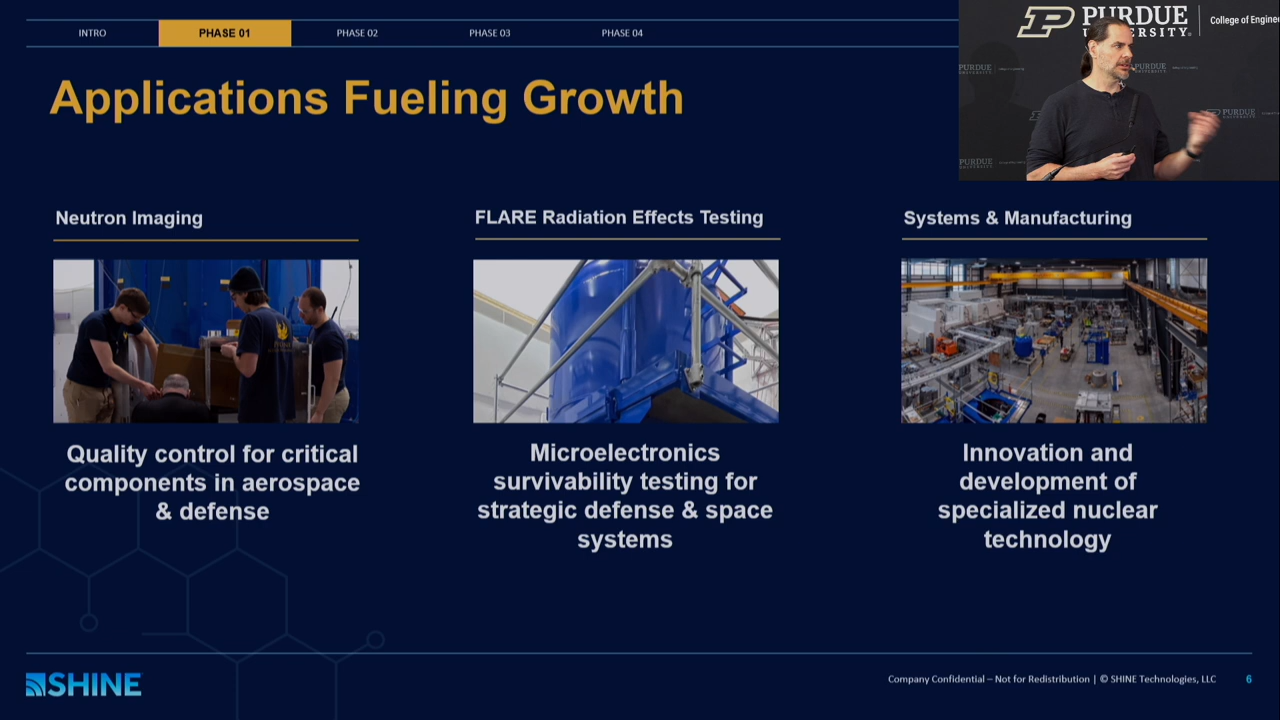 INTRO
PHASE 01
PHASE 02
PHASE 03
PHASE 04
PURDUE
UNIVERSITY
College of
Applications Fueling Growth
Neutron Imaging
Quality control for critical
components in aerospace
& defense
FLARE Radiation Effects Testing
Microelectronics
survivability testing for
strategic defense & space
systems
Systems & Manufacturing
Innovation and
development of
specialized nuclear
technology
SHINE
Company Confidential – Not for Redistribution | © SHINE Technologies, LLC
6